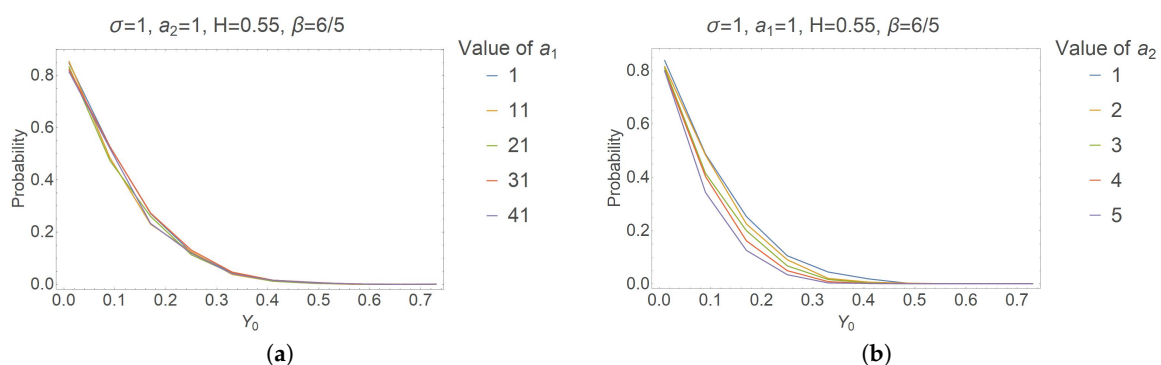 σ=1, a₂=1, H=0.55, β=6/5
Value of a₁
1
11
21
31
41
Probability
0.8
0.6
0.4
0.2
0.0
0.0 0.1 0.2 0.3 0.4 0.5 0.6 0.7
Y₀
(a)
σ=1, a₁=1, H=0.55, β=6/5
Value of a₂
1
2
3
4
5
Probability
0.8
0.6
0.4
0.2
0.0
0.0 0.1 0.2 0.3 0.4 0.5 0.6 0.7
Y₀
(b)